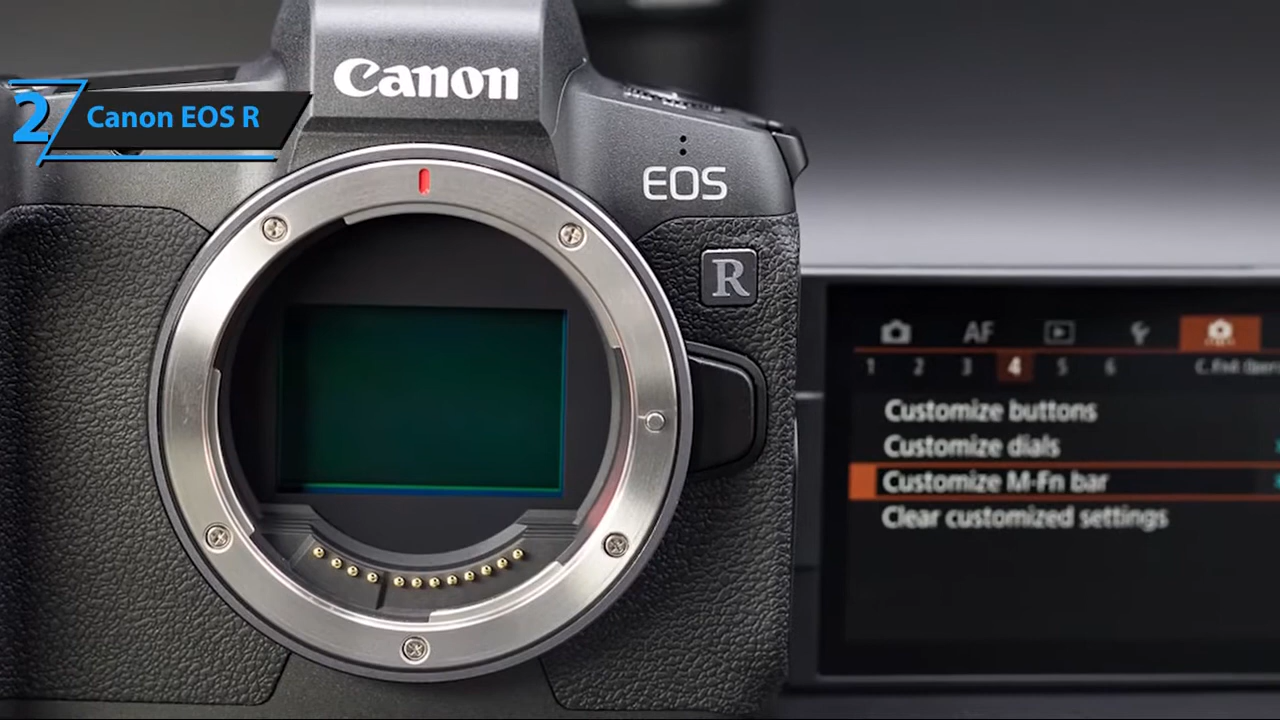 Canon
2 Canon EOS R
EOS
R
AF
1 2 3 4 5 6
Customize buttons
Customize dials
Customize M-Fn bar
Clear customized settings